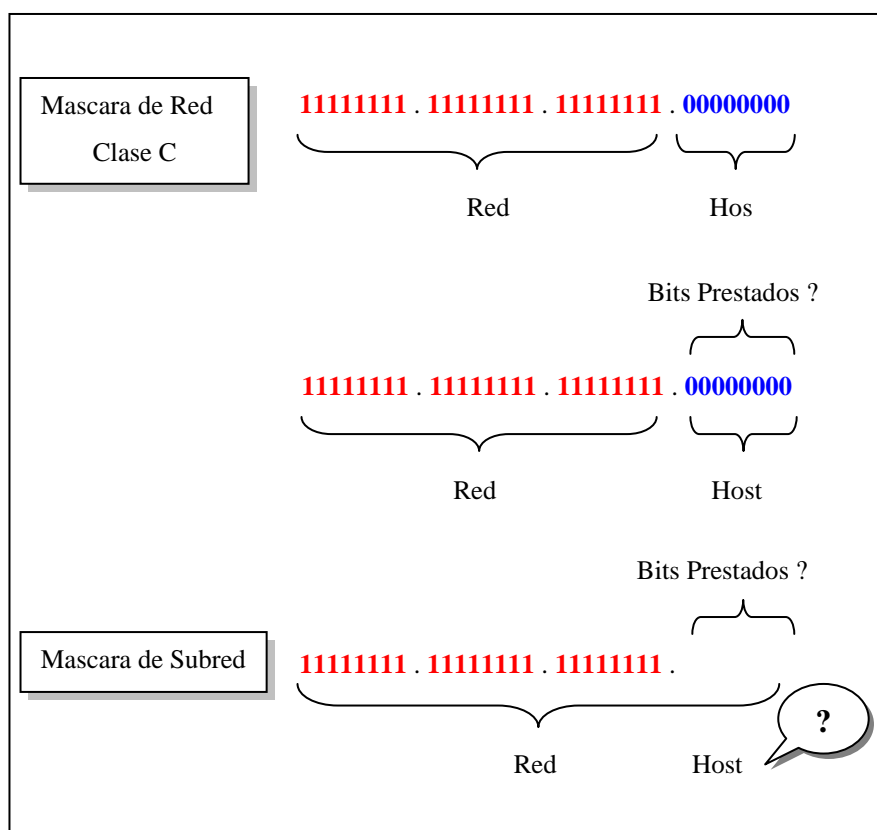 Mascara de Red
Clase C
11111111 . 11111111 . 11111111 . 00000000
Red Hos
Bits Prestados ?
11111111 . 11111111 . 11111111 . 00000000
Red Host
Bits Prestados ?
Mascara de Subred
11111111 . 11111111 . 11111111 .
?
Red Host